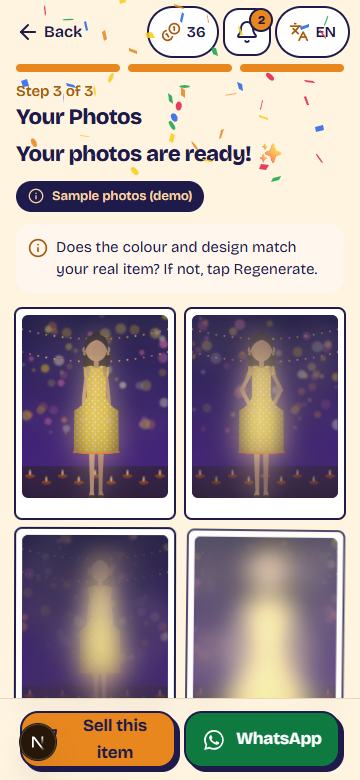 Back
36
2
EN
Step 3 of 3
Your Photos
Your photos are ready! ✨
Sample photos (demo)
Does the colour and design match
your real item? If not, tap Regenerate.
Sell this
item
N
WhatsApp